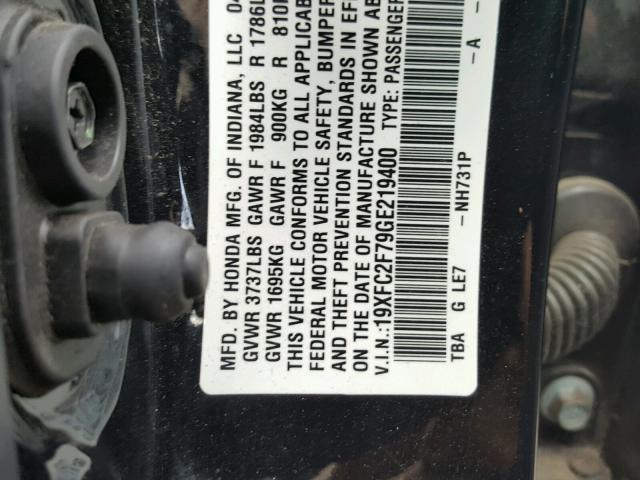 MFD. BY HONDA MFG. OF INDIANA, LLC
GVWR 3737LBS GAWR F 1984LBS R 1786L
GVWR 1695KG GAWR F 900KG R 810
THIS VEHICLE CONFORMS TO ALL APPLICAB
FEDERAL MOTOR VEHICLE SAFETY, BUMPER
AND THEFT PREVENTION STANDARDS IN EF
ON THE DATE OF MANUFACTURE SHOWN AB
V.I.N.:19XFC2F79GE219400 TYPE: PASSENGER
TBA G LE7 - NH731P - A -